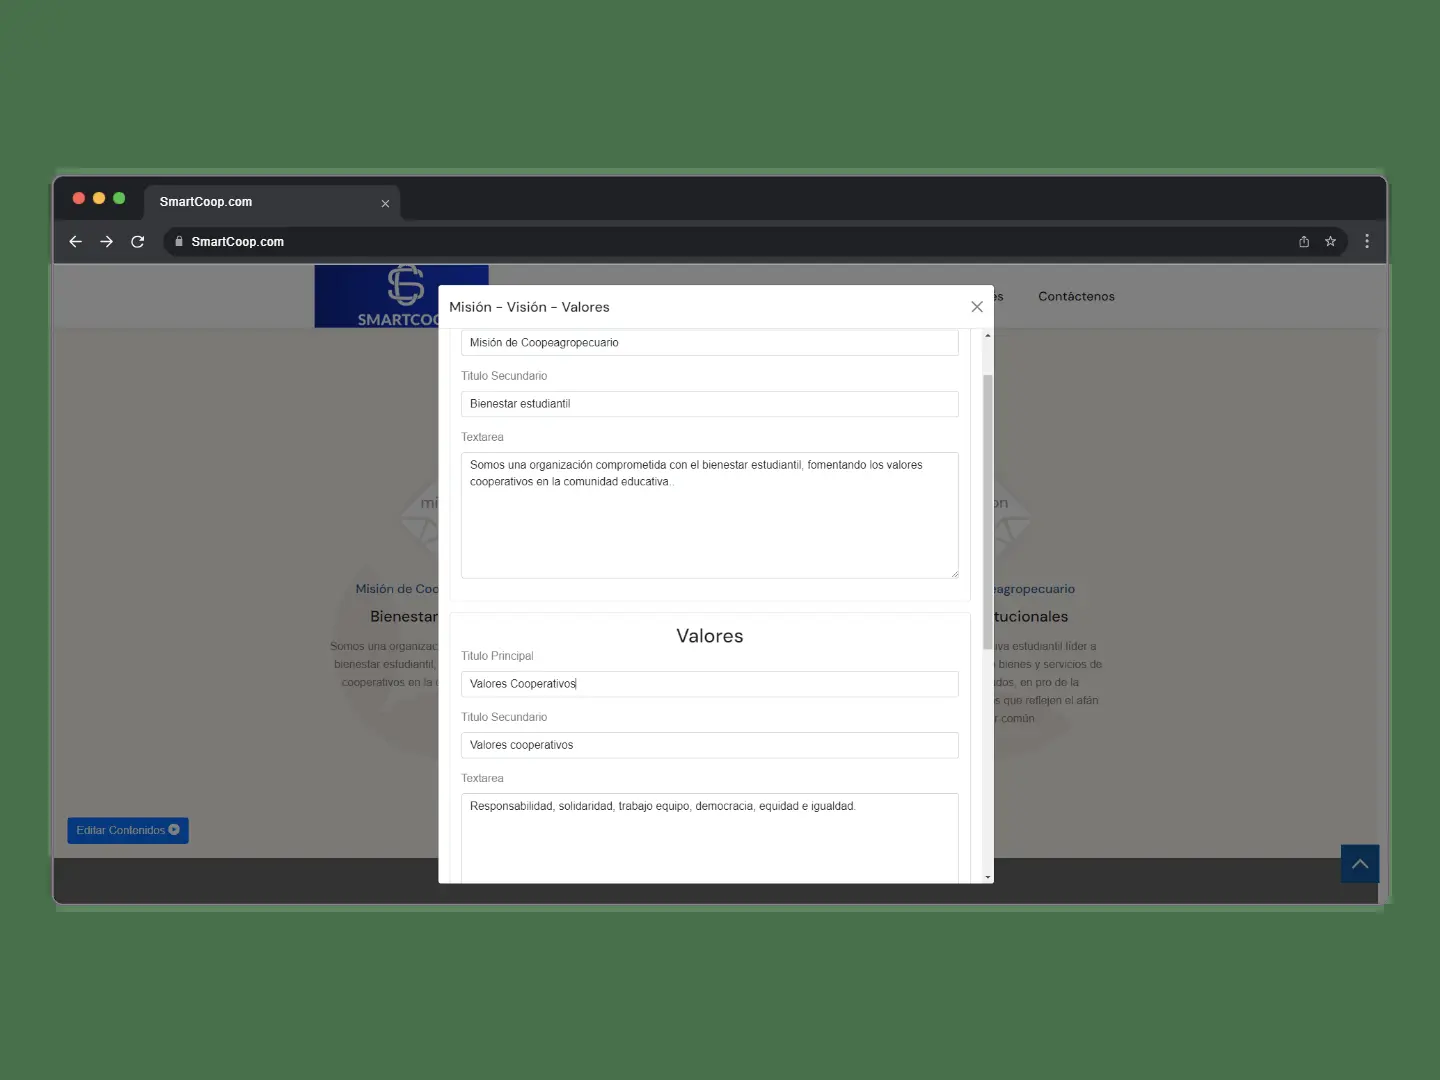 SmartCoop.com
SmartCoop.com
SMARTCOO
Contáctenos
Misión - Visión - Valores
Misión de Coopeagropecuario
Titulo Secundario
Bienestar estudiantil
Textarea
Somos una organización comprometida con el bienestar estudiantil, fomentando los valores
cooperativos en la comunidad educativa..
Valores
Titulo Principal
Valores Cooperativos
Titulo Secundario
Valores cooperativos
Textarea
Responsabilidad, solidaridad, trabajo equipo, democracia, equidad e igualdad.
mi
Misión de Coo
Bienestar
Somos una organizac
bienestar estudiantil,
cooperativos en la
on
eagropecuario
tucionales
iva estudiantil líder a
bienes y servicios de
dos, en pro de la
s que reflejen el afán
r común
Editar Contenidos